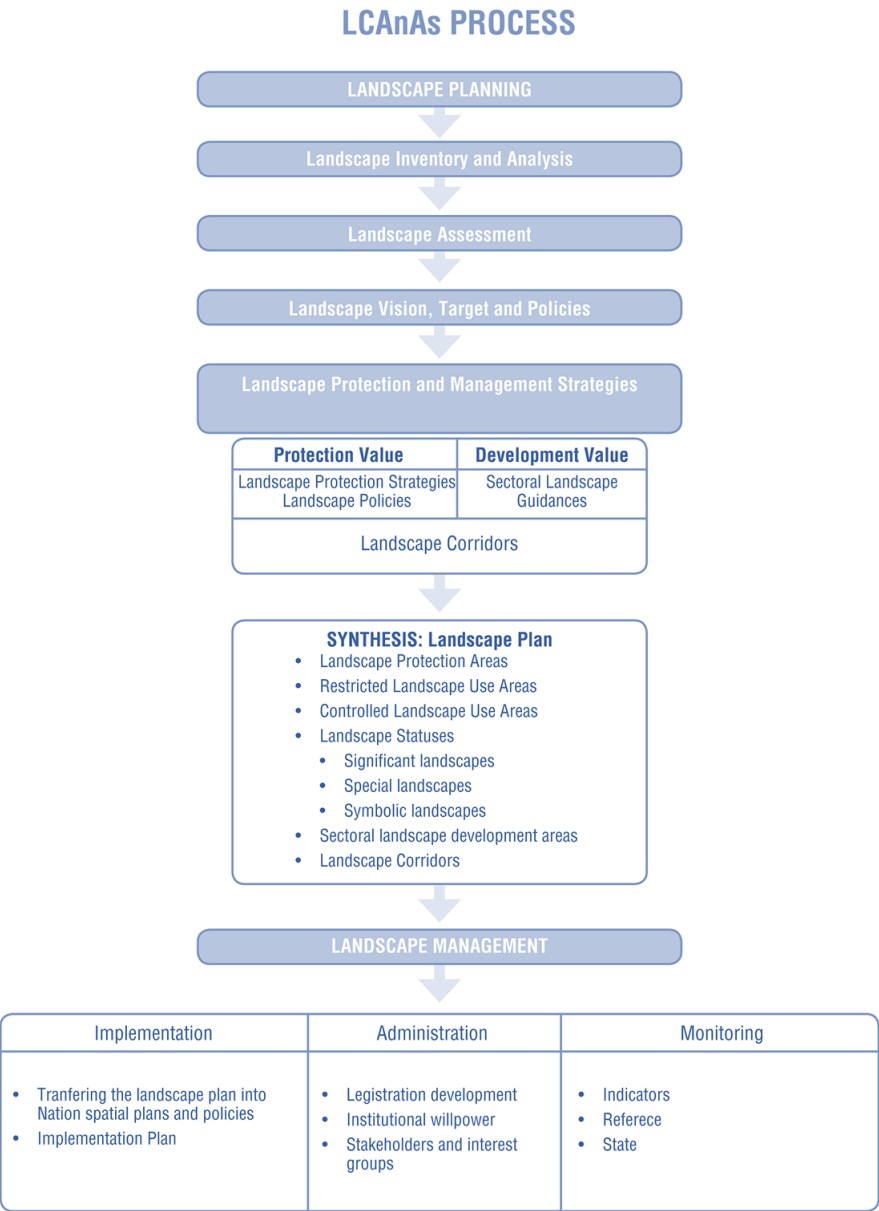 LCAnAs PROCESS
LANDSCAPE PLANNING
Landscape Inventory and Analysis
Landscape Assessment
Landscape Vision, Target and Policies
Landscape Protection and Management Strategies
Protection Value
Development Value
Landscape Protection Strategies
Landscape Policies
Sectoral Landscape
Guidances
Landscape Corridors
SYNTHESIS: Landscape Plan
• Landscape Protection Areas
• Restricted Landscape Use Areas
• Controlled Landscape Use Areas
• Landscape Statuses
• Significant landscapes
• Special landscapes
• Symbolic landscapes
• Sectoral landscape development areas
• Landscape Corridors
LANDSCAPE MANAGEMENT
Implementation
• Tranfering the landscape plan into
Nation spatial plans and policies
• Implementation Plan
Administration
• Legistration development
• Institutional willpower
• Stakeholders and interest
groups
Monitoring
• Indicators
• Referece
• State